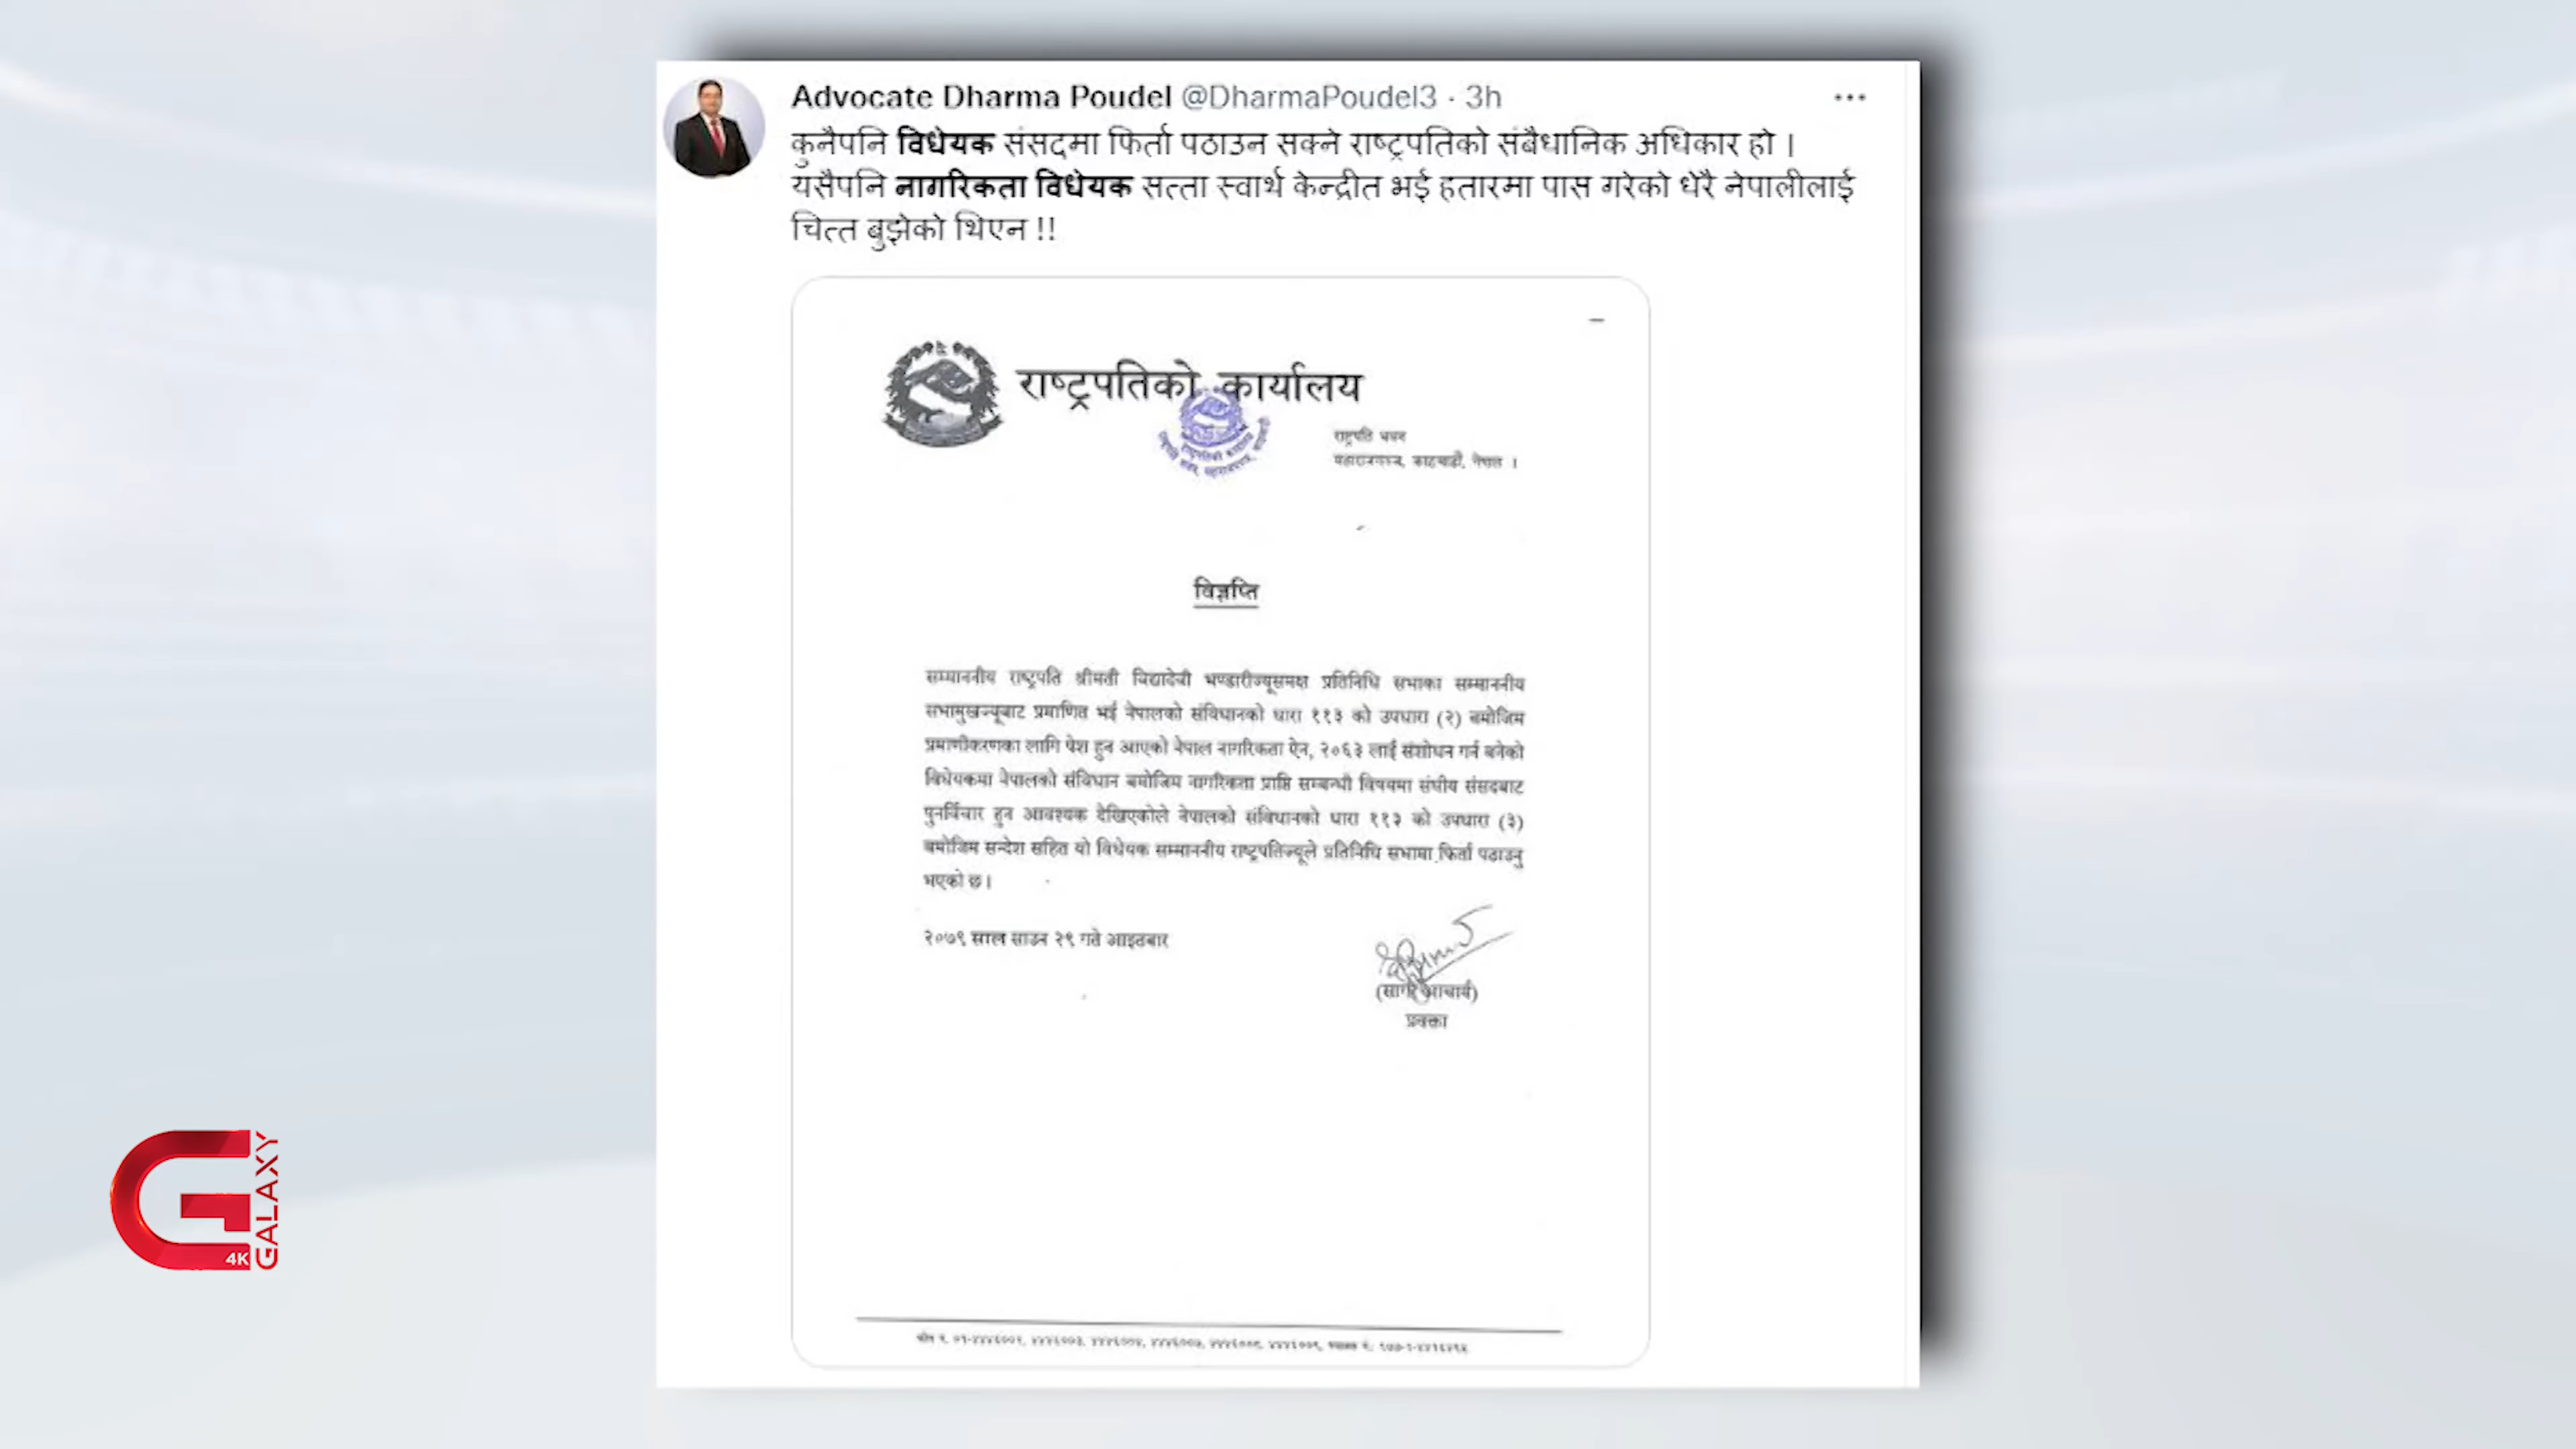 Advocate Dharma Poudel @DharmaPoudel3 · 3h
कुनैपनि विधेयक संसदमा फिर्ता पठाउन सक्ने राष्ट्रपतिको संबैधानिक अधिकार हो ।
यसैपनि नागरिकता विधेयक सत्ता स्वार्थ केन्द्रीत भई हतारमा पास गरेको धेरै नेपालीलाई
चित्त बुझेको थिएन !!
राष्ट्रपतिको कार्यालय
राष्ट्रपति भवन
महाराजगञ्ज, काठमाडौं, नेपाल ।
विज्ञप्ति
सम्माननीय राष्ट्रपति श्रीमती विद्यादेवी भण्डारीज्यूसमक्ष प्रतिनिधि सभाका सम्माननीय
सभामुखज्यूबाट प्रमाणित भई नेपालको संविधानको धारा ११३ को उपधारा (२) बमोजिम
प्रमाणीकरणका लागि पेश हुन आएको नेपाल नागरिकता ऐन, २०६३ लाई संशोधन गर्न बनेको
विधेयकमा नेपालको संविधान बमोजिम नागरिकता प्राप्ति सम्बन्धी विषयमा संघीय संसदबाट
पुनर्विचार हुन आवश्यक देखिएकोले नेपालको संविधानको धारा ११३ को उपधारा (३)
बमोजिम सन्देश सहित यो विधेयक सम्माननीय राष्ट्रपतिज्यूले प्रतिनिधि सभामा फिर्ता पठाउनु
भएको छ।
२०७९ साल साउन २९ गते आइतबार
(सागर आचार्य)
प्रवक्ता
4K GALAXY